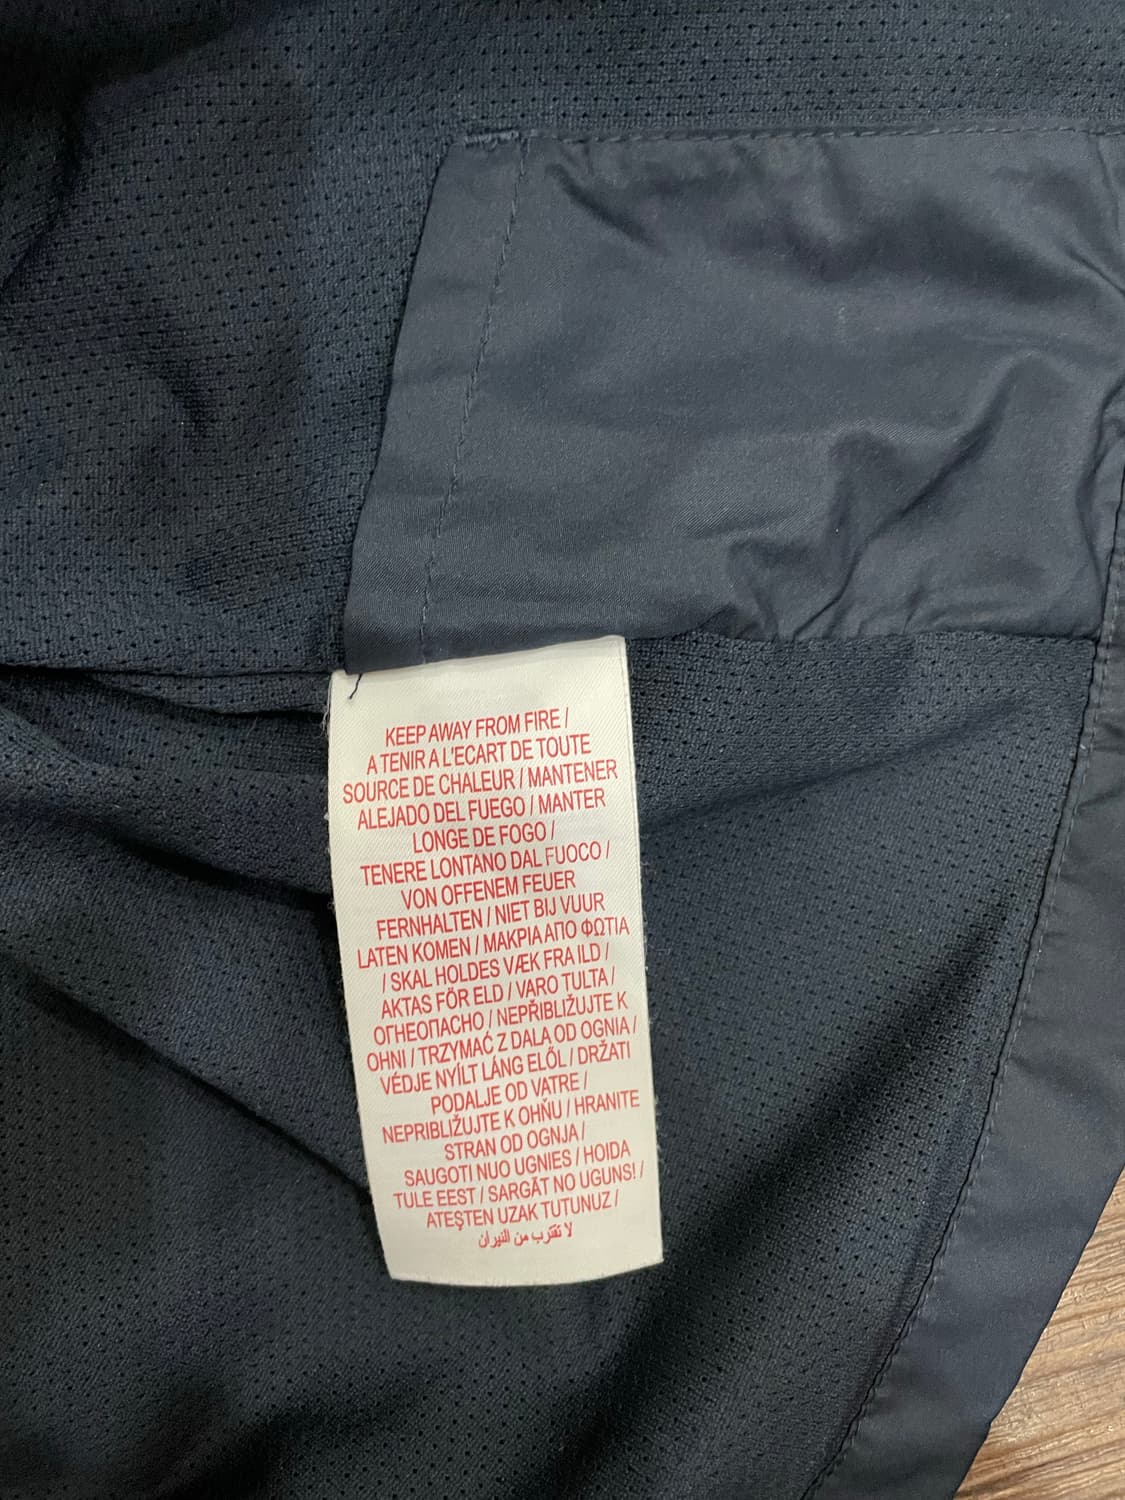 KEEP AWAY FROM FIRE /
A TENIR A L'ECART DE TOUTE
SOURCE DE CHALEUR / MANTENER
ALEJADO DEL FUEGO / MANTER
LONGE DE FOGO /
TENERE LONTANO DAL FUOCO /
VON OFFENEM FEUER
FERNHALTEN / NIET BIJ VUUR
LATEN KOMEN / ΜΑΚΡΙΑ ΑΠΟ ΦΩΤΙΑ
/ SKAL HOLDES VÆK FRA ILD /
AKTAS FÖR ELD / VARO TULTA /
ОГНЕОПАСНО / NEPŘIBLIŽUJTE K
OHNI / TRZYMAĆ Z DALA OD OGNIA /
VÉDJE NYÍLT LÁNG ELŐL / DRŽATI
PODALJE OD VATRE /
NEPRIBLIŽUJTE K OHŇU / HRANITE
STRAN OD OGNJA /
SAUGOTI NUO UGNIES / HOIDA
TULE EEST / SARGĀT NO UGUNS! /
ATEŞTEN UZAK TUTUNUZ /
لا تقترب من النيران